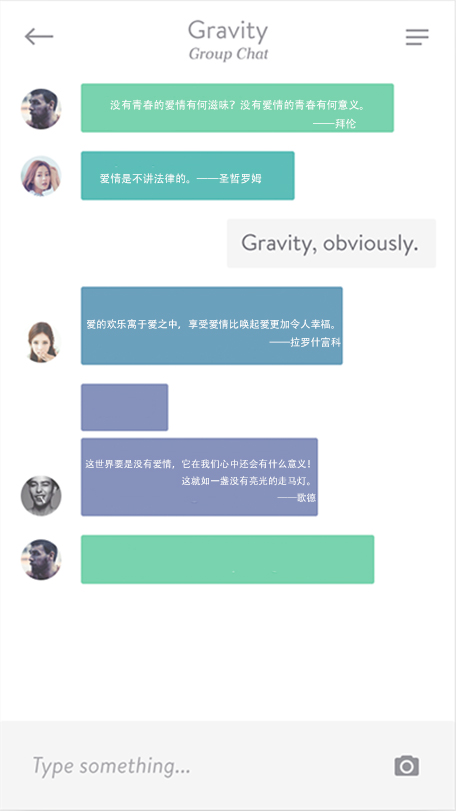 Gravity
Group Chat
没有青春的爱情有何滋味？没有爱情的青春有何意义。
——拜伦
爱情是不讲法律的。——圣哲罗姆
Gravity, obviously.
爱的欢乐寓于爱之中，享受爱情比唤起爱更加令人幸福。
——拉罗什富科
这世界要是没有爱情，它在我们心中还会有什么意义！
这就如一盏没有亮光的走马灯。
——歌德
Type something...